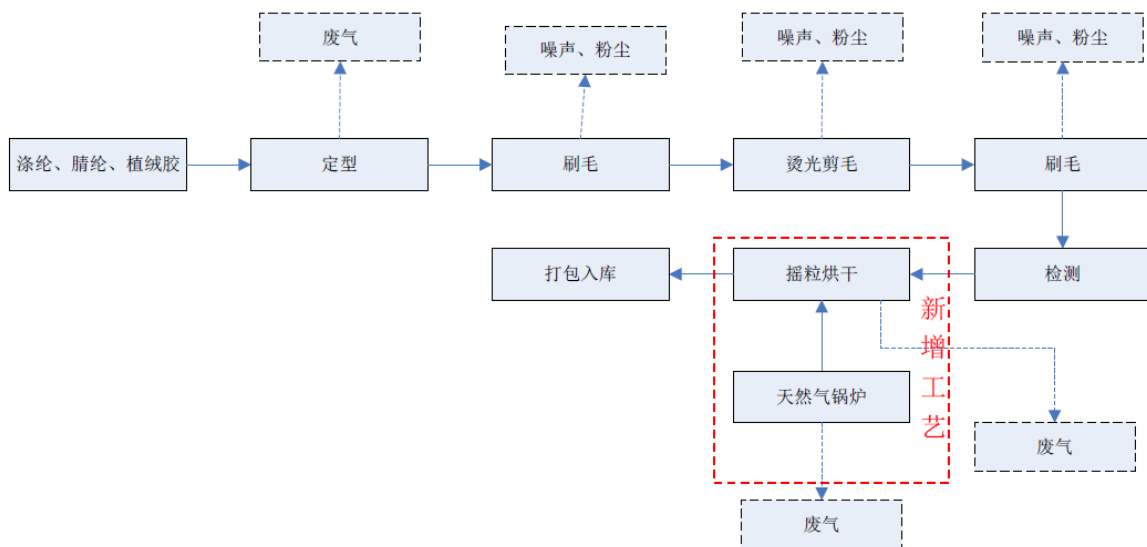 废气
噪声、粉尘
噪声、粉尘
噪声、粉尘
涤纶、腈纶、植绒胶
定型
刷毛
烫光剪毛
刷毛
打包入库
摇粒烘干
检测
新增工艺
天然气锅炉
废气
废气